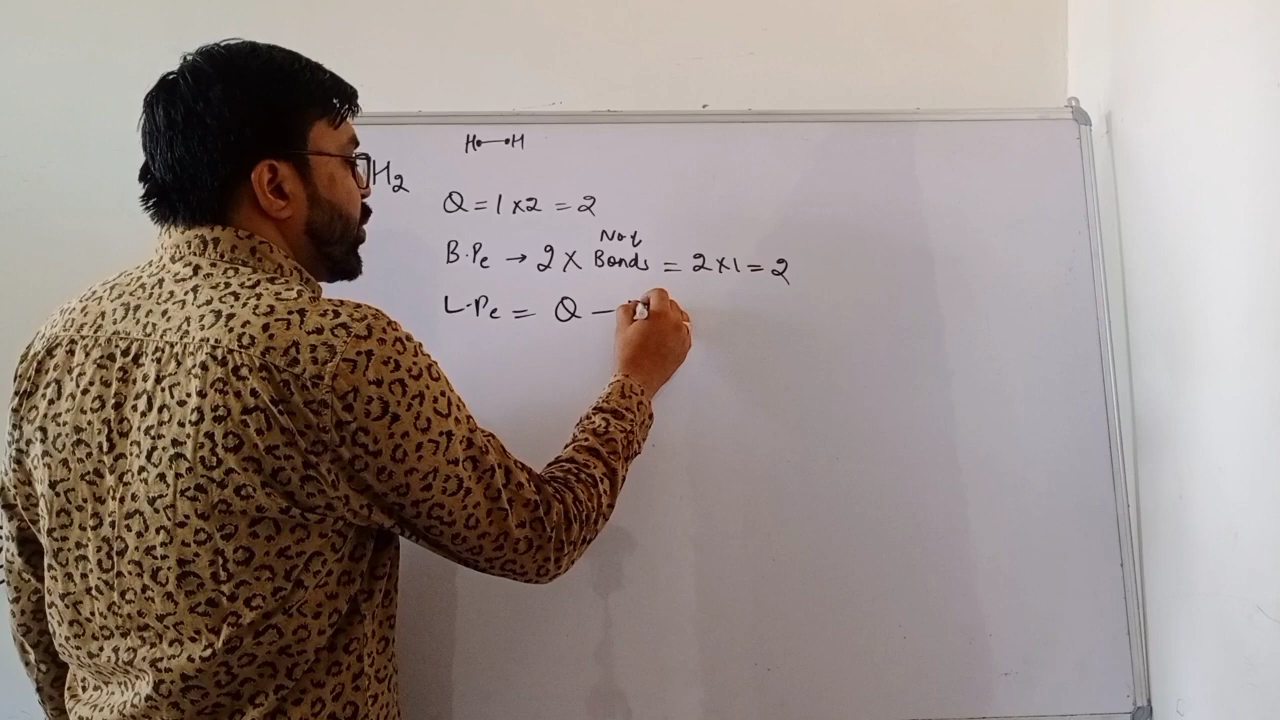 H—H
H₂
Q = 1 x 2 = 2
No of
B.Pe → 2 x Bonds = 2 x 1 = 2
L.Pe = Q —